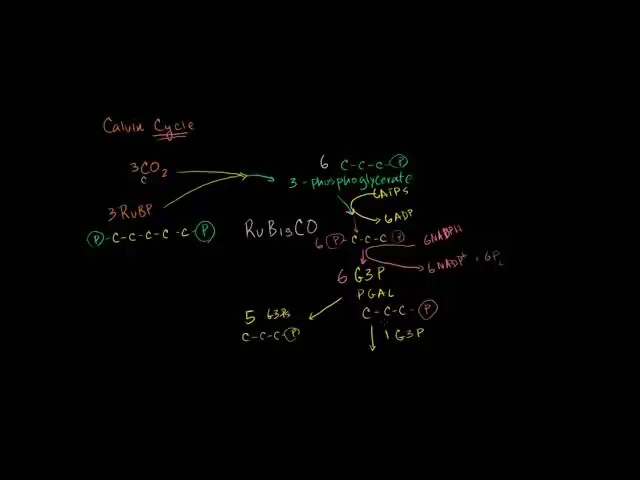 Calvin Cycle
3CO2
C
3 RuBP
P-C-C-C-C-C-P
6 C-C-C-P
3-phosphoglycerate
6ATPs
6ADP
RuBisCO
6 P-C-C-C-P
6NADPH
6NADP+ + 6P
6 G3P
PGAL
C-C-C-P
5 G3Ps
C-C-C-P
1 G3P